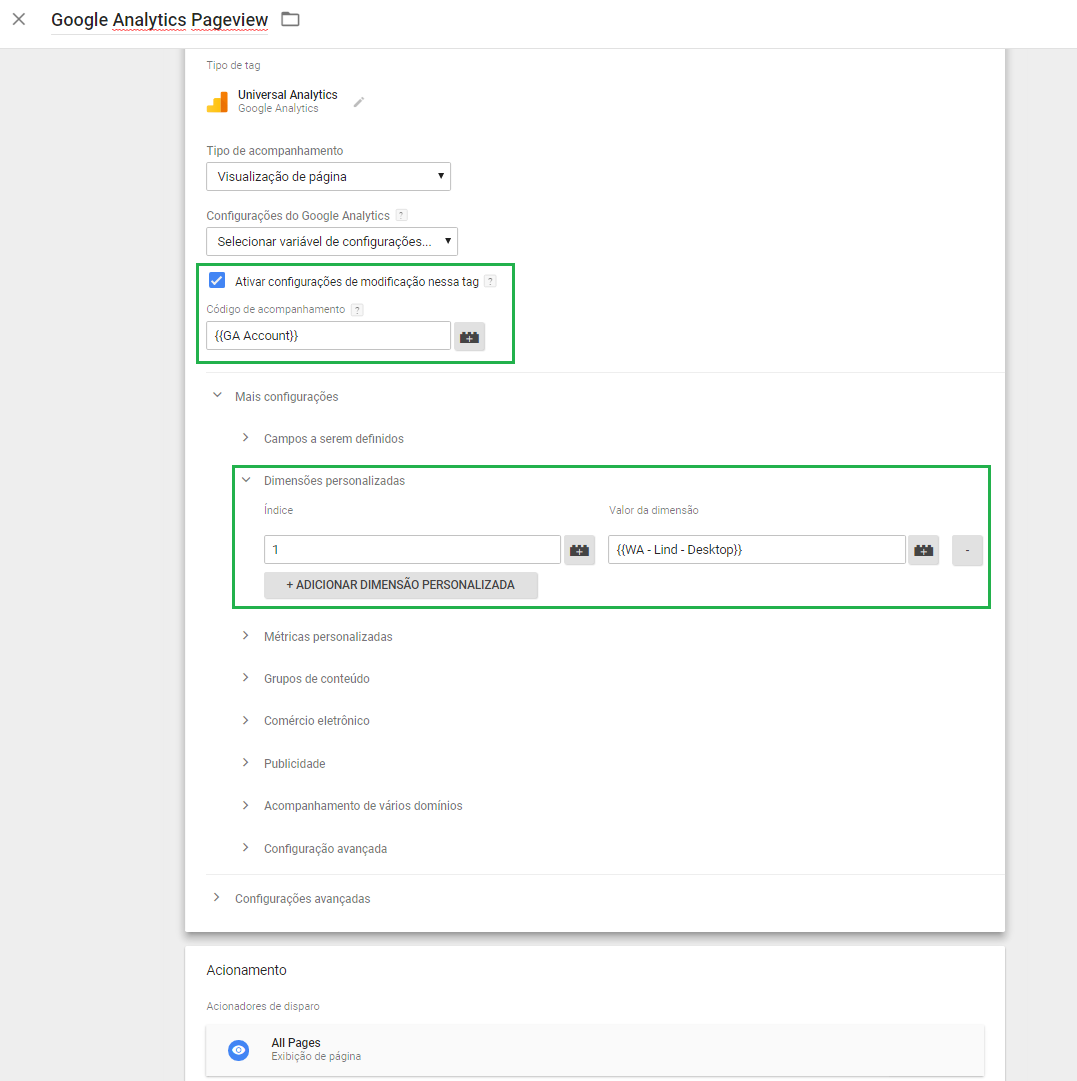 Google Analytics Pageview
Tipo de tag
Universal Analytics
Google Analytics
Tipo de acompanhamento
Visualização de página
Configurações do Google Analytics ?
Selecionar variável de configurações...
Ativar configurações de modificação nessa tag ?
Código de acompanhamento ?
{{GA Account}}
Mais configurações
Campos a serem definidos
Dimensões personalizadas
Índice Valor da dimensão
1 {{WA - Lind - Desktop}} -
+ ADICIONAR DIMENSÃO PERSONALIZADA
Métricas personalizadas
Grupos de conteúdo
Comércio eletrônico
Publicidade
Acompanhamento de vários domínios
Configuração avançada
Configurações avançadas
Acionamento
Acionadores de disparo
All Pages
Exibição de página